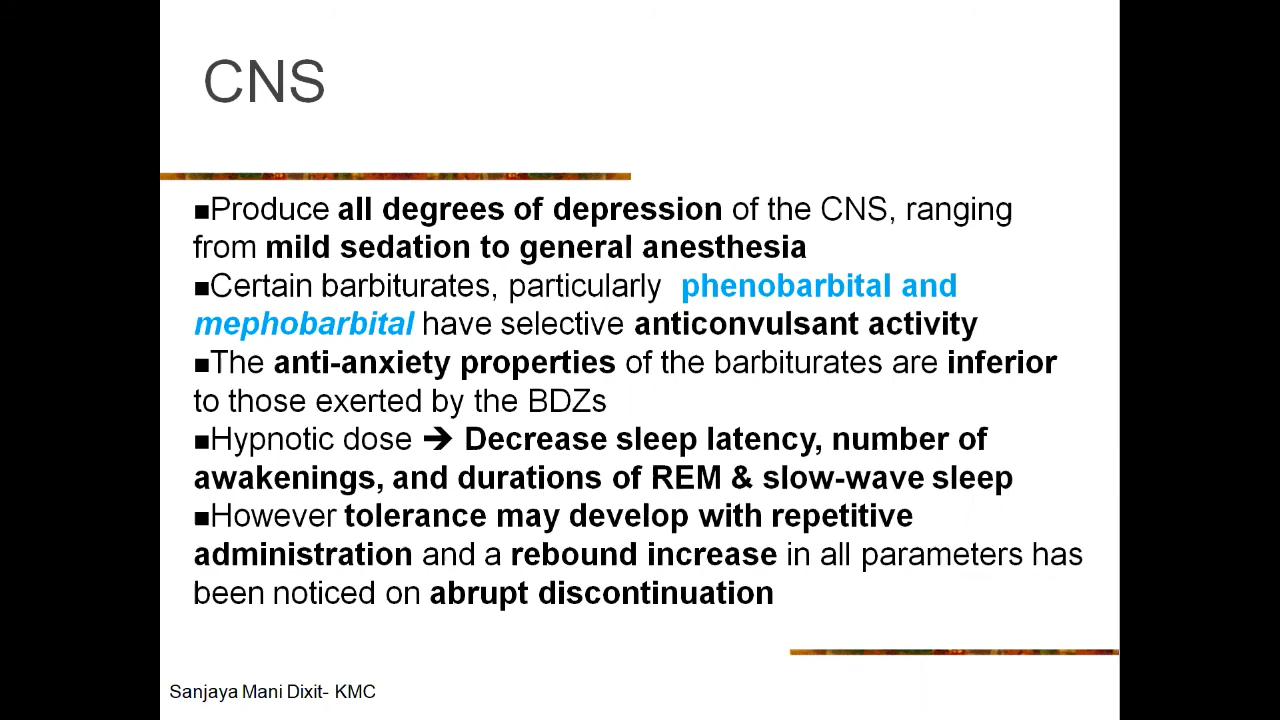 CNS
■Produce all degrees of depression of the CNS, ranging
from mild sedation to general anesthesia
■Certain barbiturates, particularly phenobarbital and
mephobarbital have selective anticonvulsant activity
■The anti-anxiety properties of the barbiturates are inferior
to those exerted by the BDZs
■Hypnotic dose ➔ Decrease sleep latency, number of
awakenings, and durations of REM & slow-wave sleep
■However tolerance may develop with repetitive
administration and a rebound increase in all parameters has
been noticed on abrupt discontinuation
Sanjaya Mani Dixit- KMC